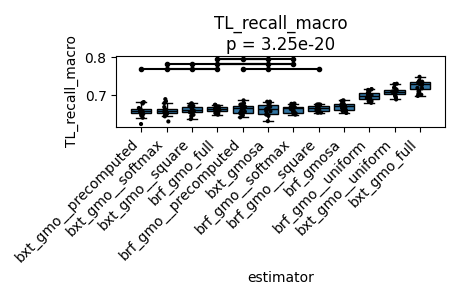 TL_recall_macro
p = 3.25e-20
TL_recall_macro
0.8
0.7
bxt_gmo__precomputed
bxt_gmo__softmax
bxt_gmo__square
brf_gmo_full
brf_gmo__precomputed
bxt_gmosa
brf_gmo__softmax
brf_gmo__square
brf_gmosa
brf_gmo__uniform
bxt_gmo__uniform
bxt_gmo_full
estimator